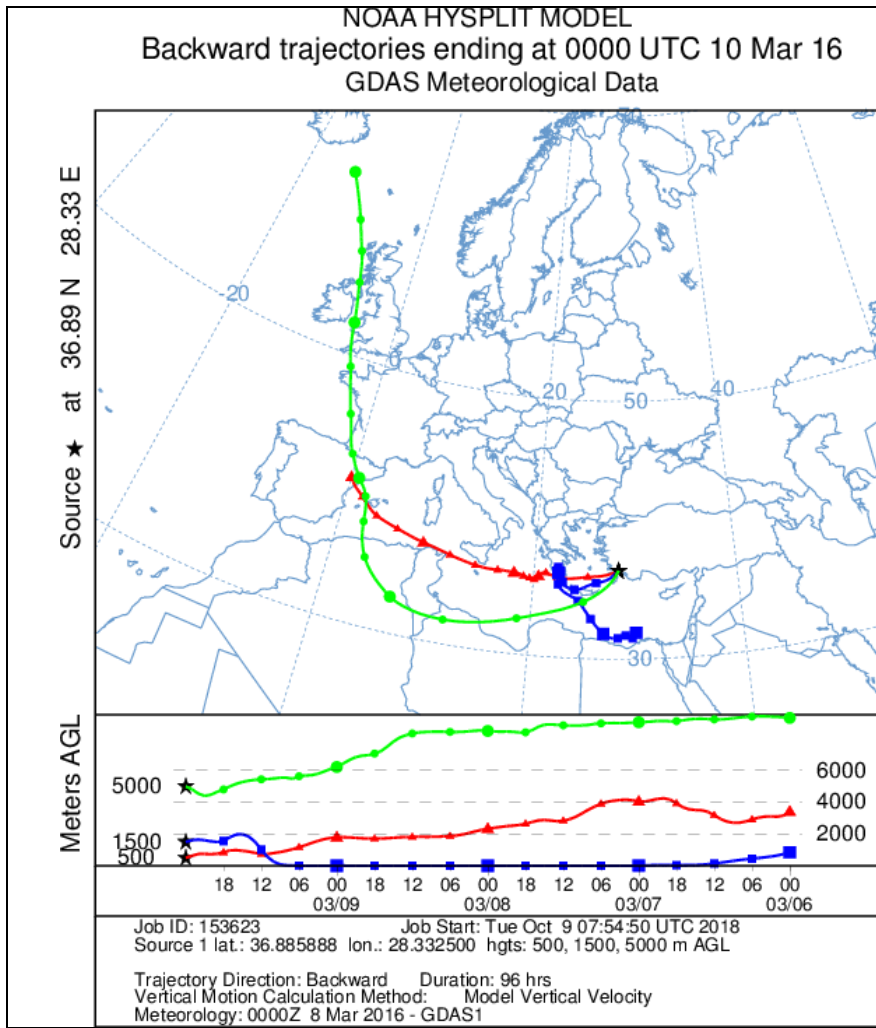 NOAA HYSPLIT MODEL
Backward trajectories ending at 0000 UTC 10 Mar 16
GDAS Meteorological Data
Source ★ at 36.89 N 28.33 E
-20
0
20
50
40
30
Meters AGL
5000
1500
500
6000
4000
2000
18 12 06 00 18 12 06 00 18 12 06 00 18 12 06 00
03/09 03/08 03/07 03/06
Job ID: 153623 Job Start: Tue Oct 9 07:54:50 UTC 2018
Source 1 lat.: 36.885888 lon.: 28.332500 hgts: 500, 1500, 5000 m AGL
Trajectory Direction: Backward Duration: 96 hrs
Vertical Motion Calculation Method: Model Vertical Velocity
Meteorology: 0000Z 8 Mar 2016 - GDAS1